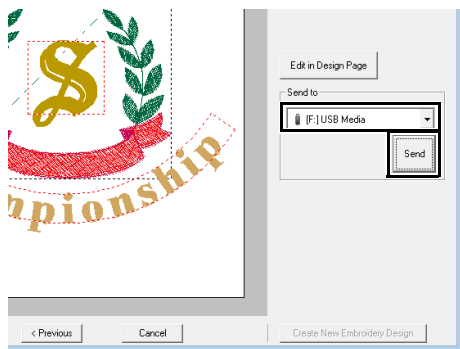 Edit in Design Page
Send to
[F:] USB Media
Send
S
mpionship
< Previous
Cancel
Create New Embroidery Design